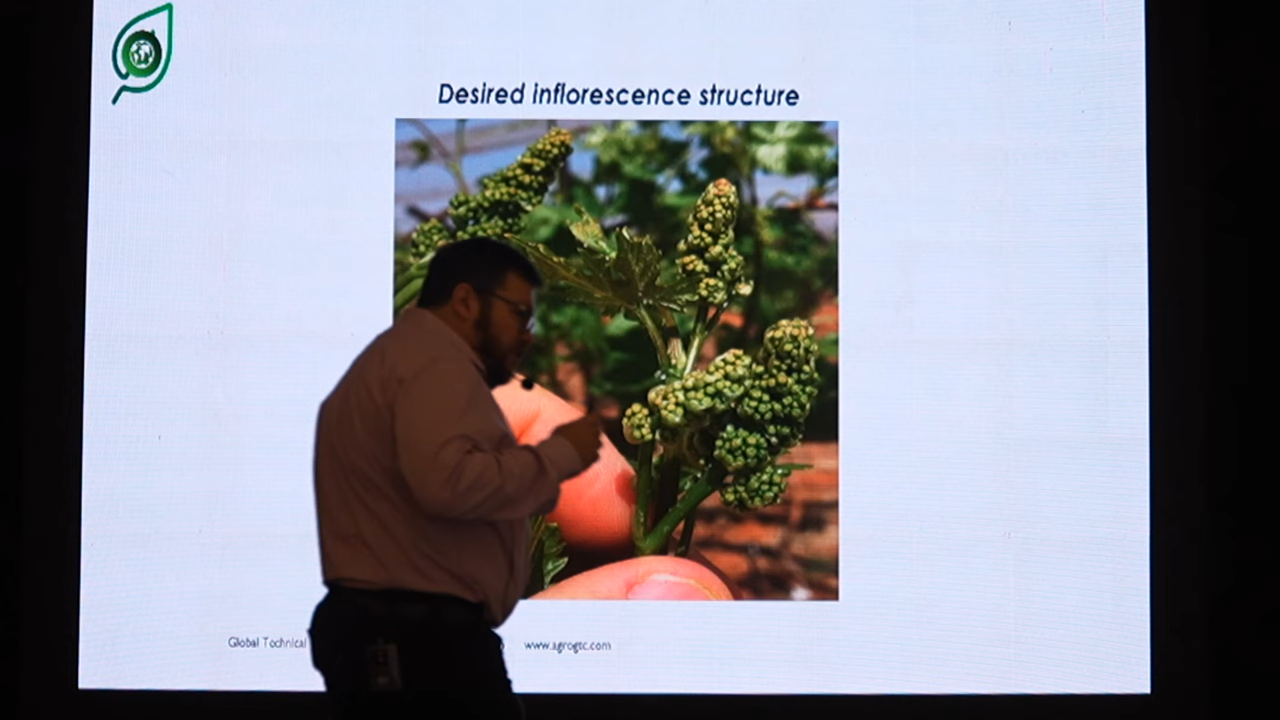 Desired inflorescence structure
Global Technical
www.agrogtc.com